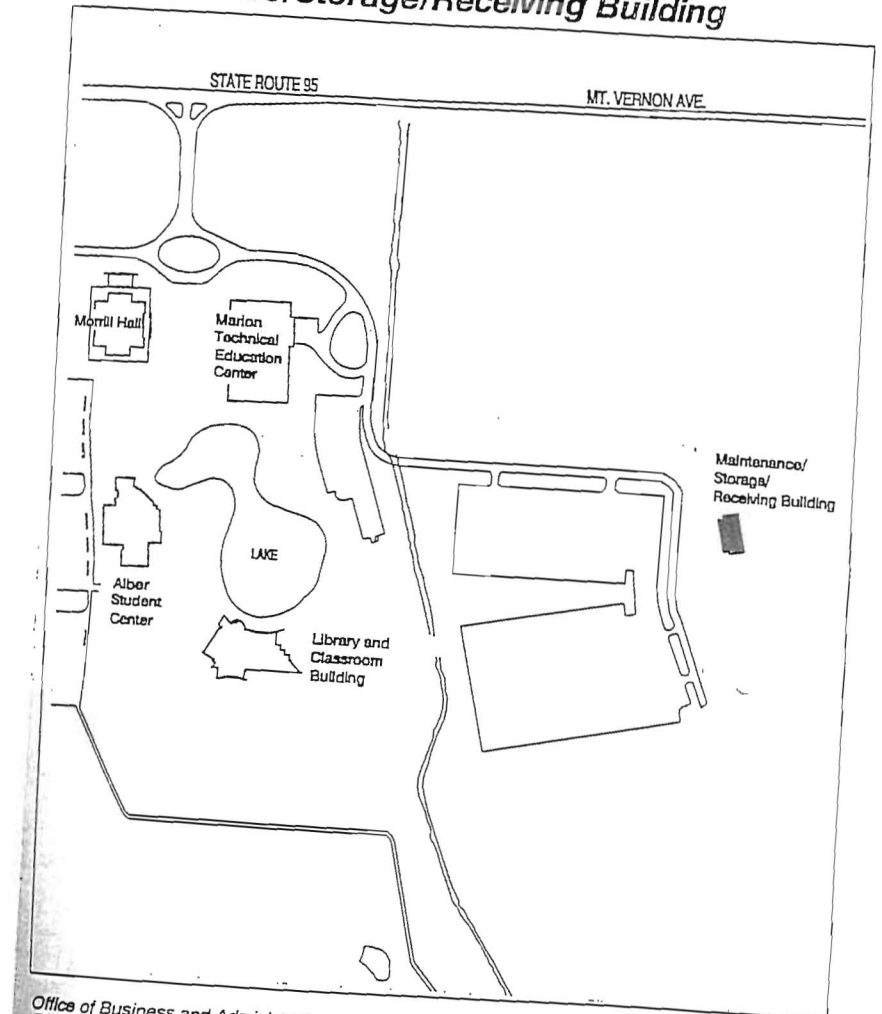 Storage/Receiving Building
STATE ROUTE 95
MT. VERNON AVE.
Morrill Hall
Marion
Technical
Education
Center
Maintenance/
Storage/
Receiving Building
LAKE
Alber
Student
Center
Library and
Classroom
Building
Office of Business and